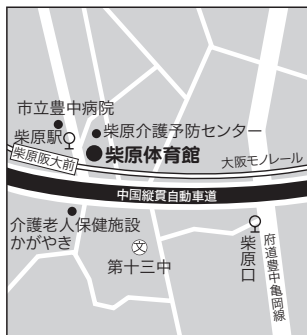 市立豊中病院
柴原駅
柴原阪大前
柴原介護予防センター
柴原体育館
大阪モノレール
中国縦貫自動車道
介護老人保健施設
かがやき
文
第十三中
柴原口
府道豊中亀岡線